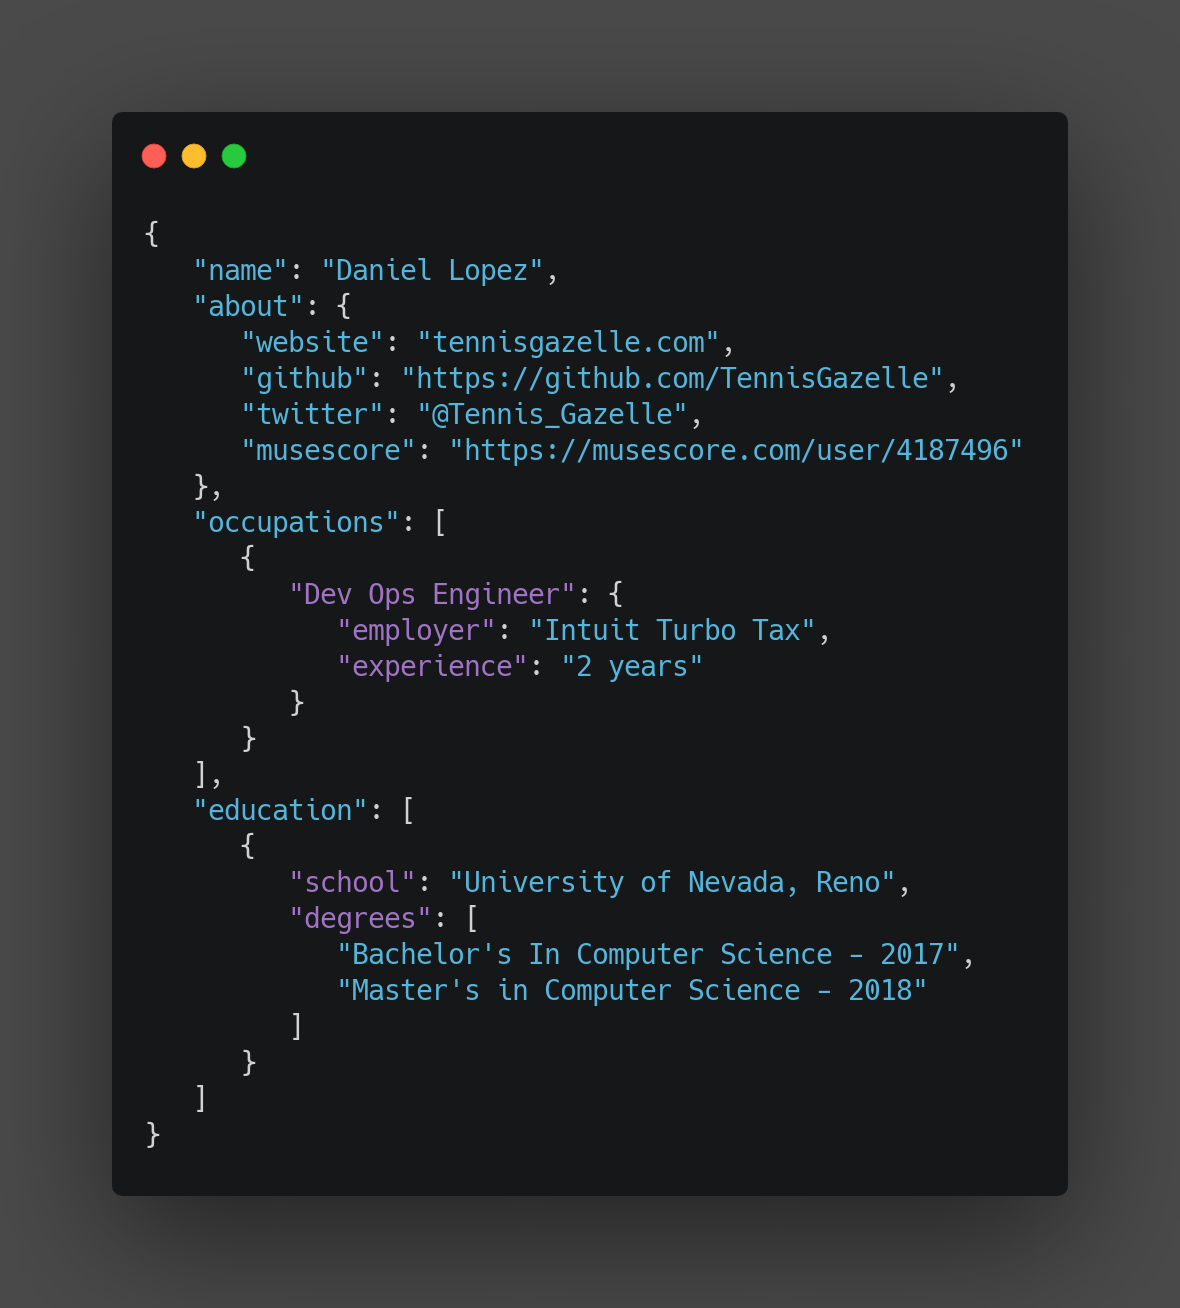 {
   "name": "Daniel Lopez",
   "about": {
      "website": "tennisgazelle.com",
      "github": "https://github.com/TennisGazelle",
      "twitter": "@Tennis_Gazelle",
      "musescore": "https://musescore.com/user/4187496"
   },
   "occupations": [
      {
         "Dev Ops Engineer": {
            "employer": "Intuit Turbo Tax",
            "experience": "2 years"
         }
      }
   ],
   "education": [
      {
         "school": "University of Nevada, Reno",
         "degrees": [
            "Bachelor's In Computer Science - 2017",
            "Master's in Computer Science - 2018"
         ]
      }
   ]
}